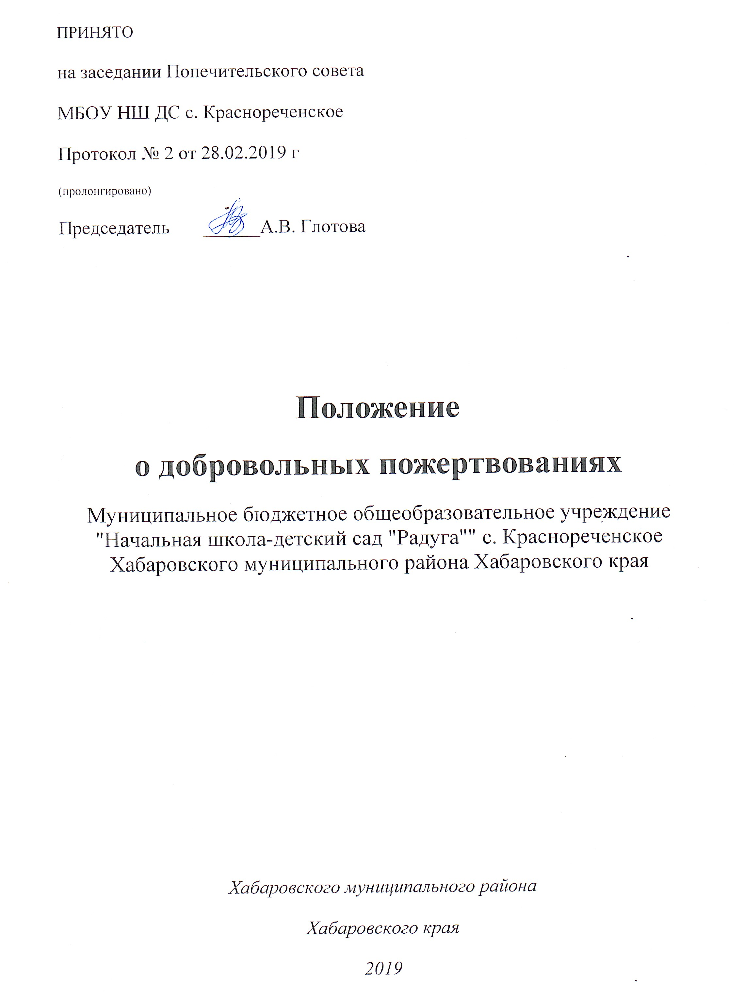 ПРИНЯТО
на заседании Попечительского совета
МБОУ НШ ДС с. Краснореченское
Протокол № 2 от 28.02.2019 г
(пролонгировано)
Председатель ______А.В. Глотова
Положение
о добровольных пожертвованиях
Муниципальное бюджетное общеобразовательное учреждение
"Начальная школа-детский сад "Радуга"" с. Краснореченское
Хабаровского муниципального района Хабаровского края
Хабаровского муниципального района
Хабаровского края
2019